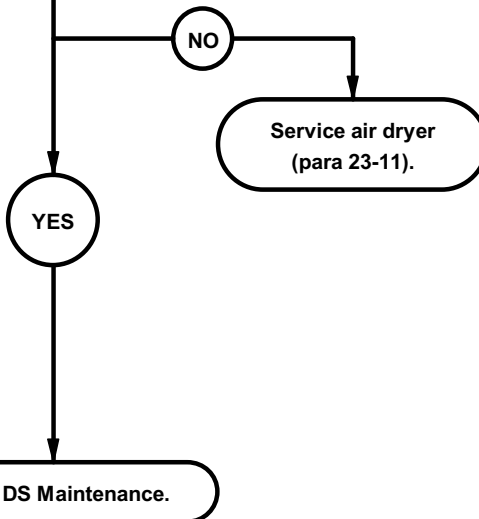 NO
Service air dryer
(para 23-11).
YES
DS Maintenance.